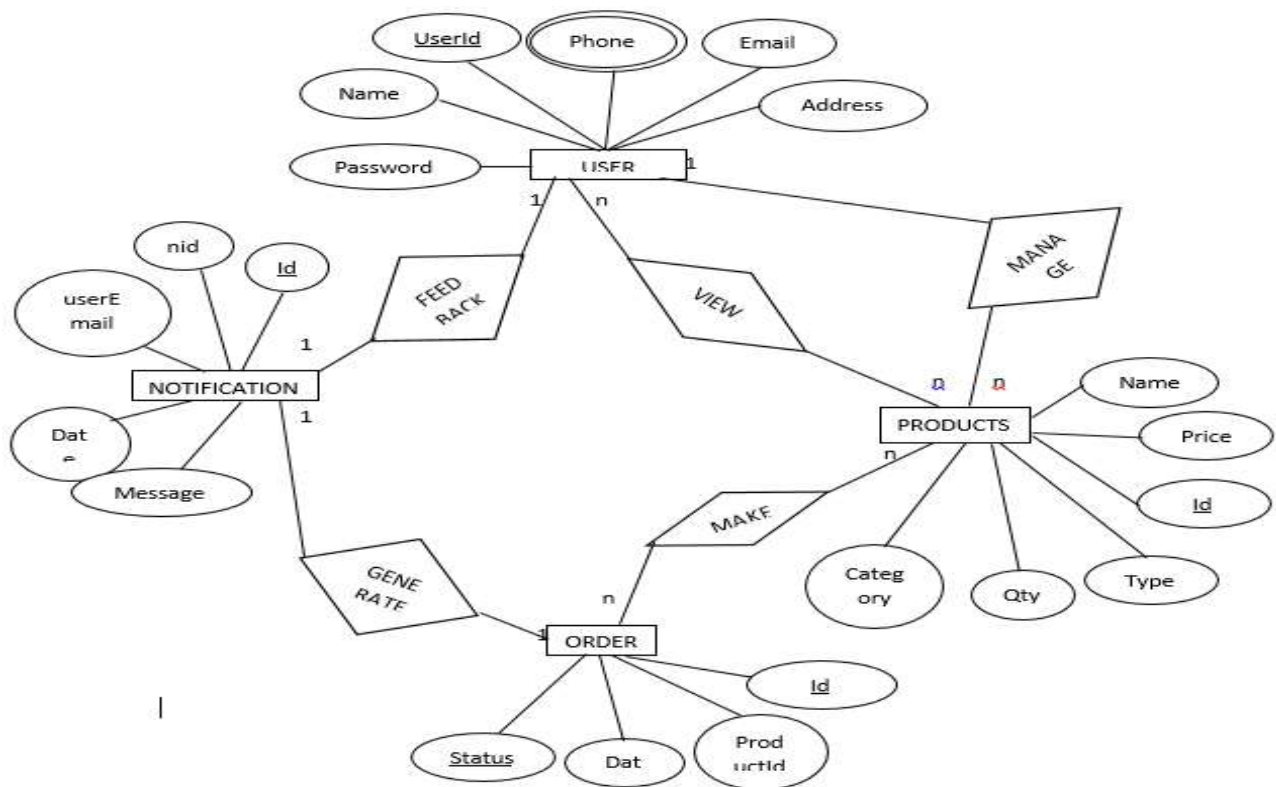 UserId
Phone
Email
Name
Address
Password
USER
1
1
n
nid
Id
MANA
GE
userE
mail
FEED
BACK
VIEW
1
NOTIFICATION
n
n
Name
1
PRODUCTS
Price
Dat
e
n
Message
Id
MAKE
GENE
RATE
Categ
ory
Qty
Type
n
1
ORDER
Id
Status
Dat
Prod
uctId